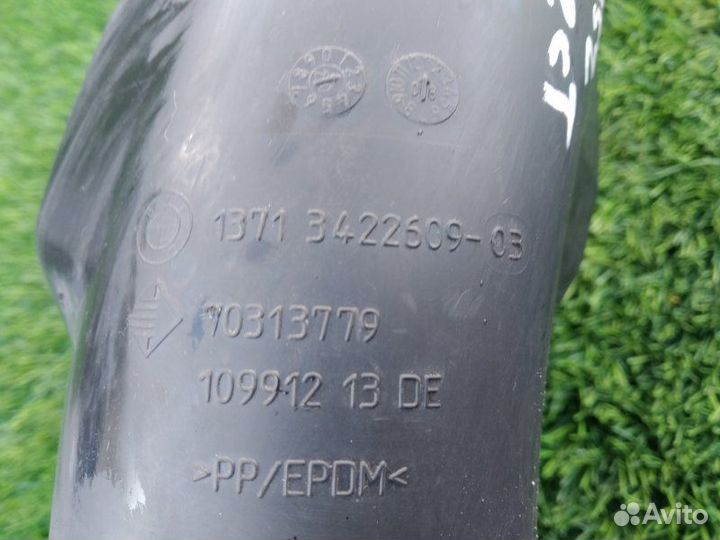 1371 3422609-03
70313779
109912 13 DE
>PP/EPDM<
Avito